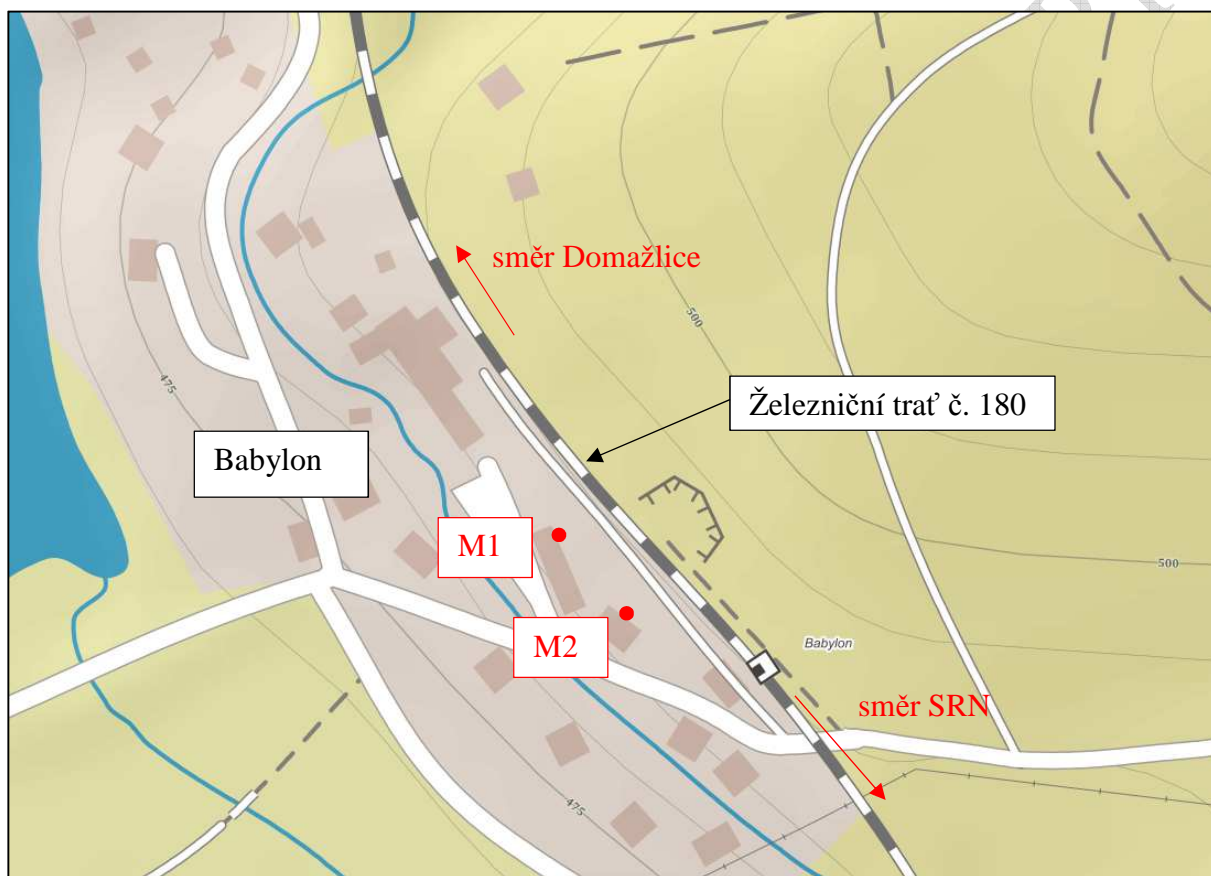 směr Domažlice
500
Železniční trať č. 180
475
Babylon
M1
500
M2
Babylon
směr SRN
475